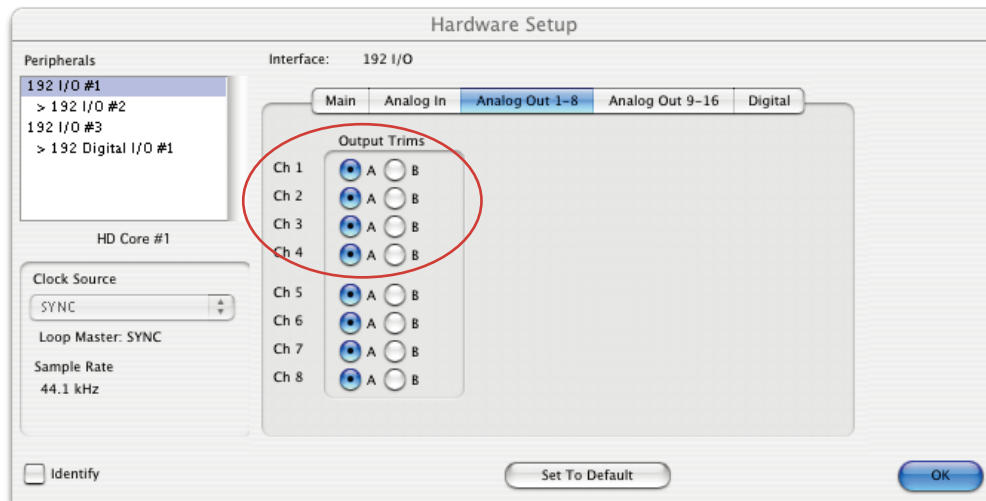 Hardware Setup
Peripherals
192 I/O #1
> 192 I/O #2
192 I/O #3
> 192 Digital I/O #1
HD Core #1
Clock Source
SYNC
Loop Master: SYNC
Sample Rate
44.1 kHz
Identify
Interface: 192 I/O
Main Analog In Analog Out 1-8 Analog Out 9-16 Digital
Output Trims
Ch 1 A B
Ch 2 A B
Ch 3 A B
Ch 4 A B
Ch 5 A B
Ch 6 A B
Ch 7 A B
Ch 8 A B
Set To Default
OK